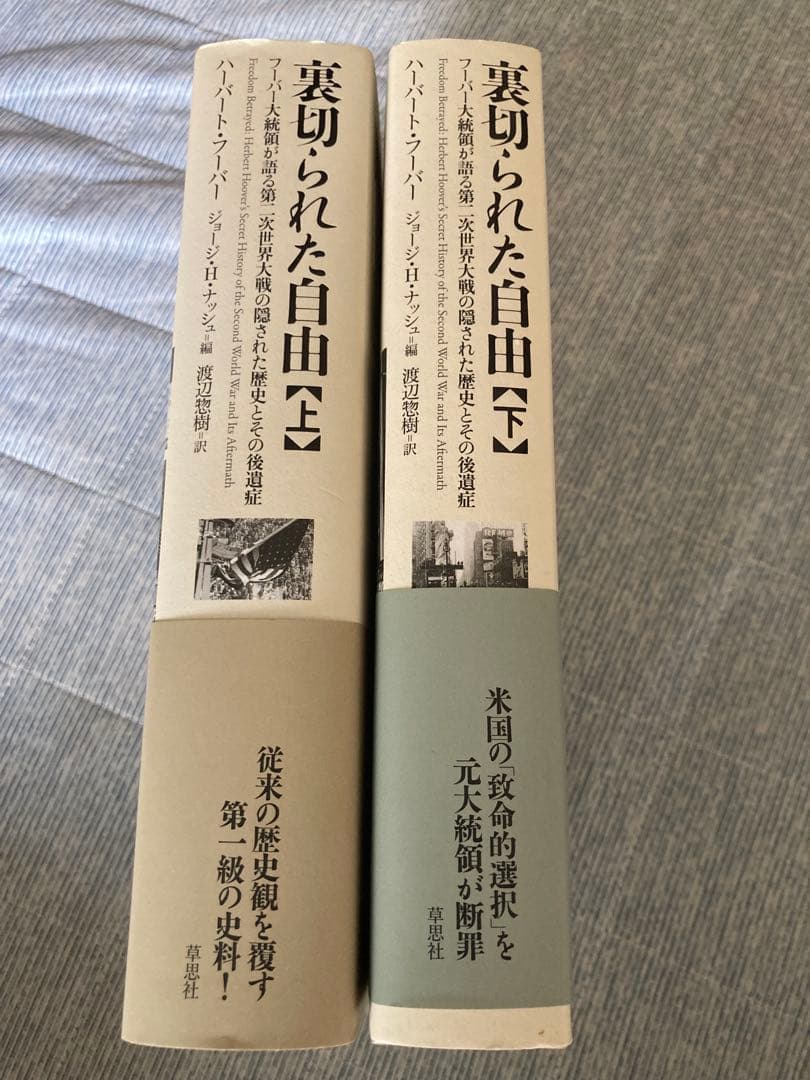 裏切られた自由【上】
フーバー大統領が語る第二次世界大戦の隠された歴史とその後遺症
Freedom Betrayed: Herbert Hoover's Secret History of the Second World War and Its Aftermath
ハーバート・フーバー ジョージ・H・ナッシュ=編 渡辺惣樹=訳
従来の歴史観を覆す
第一級の史料!
草思社
裏切られた自由【下】
フーバー大統領が語る第二次世界大戦の隠された歴史とその後遺症
Freedom Betrayed: Herbert Hoover's Secret History of the Second World War and Its Aftermath
ハーバート・フーバー ジョージ・H・ナッシュ=編 渡辺惣樹=訳
米国の「致命的選択」を
元大統領が断罪
草思社